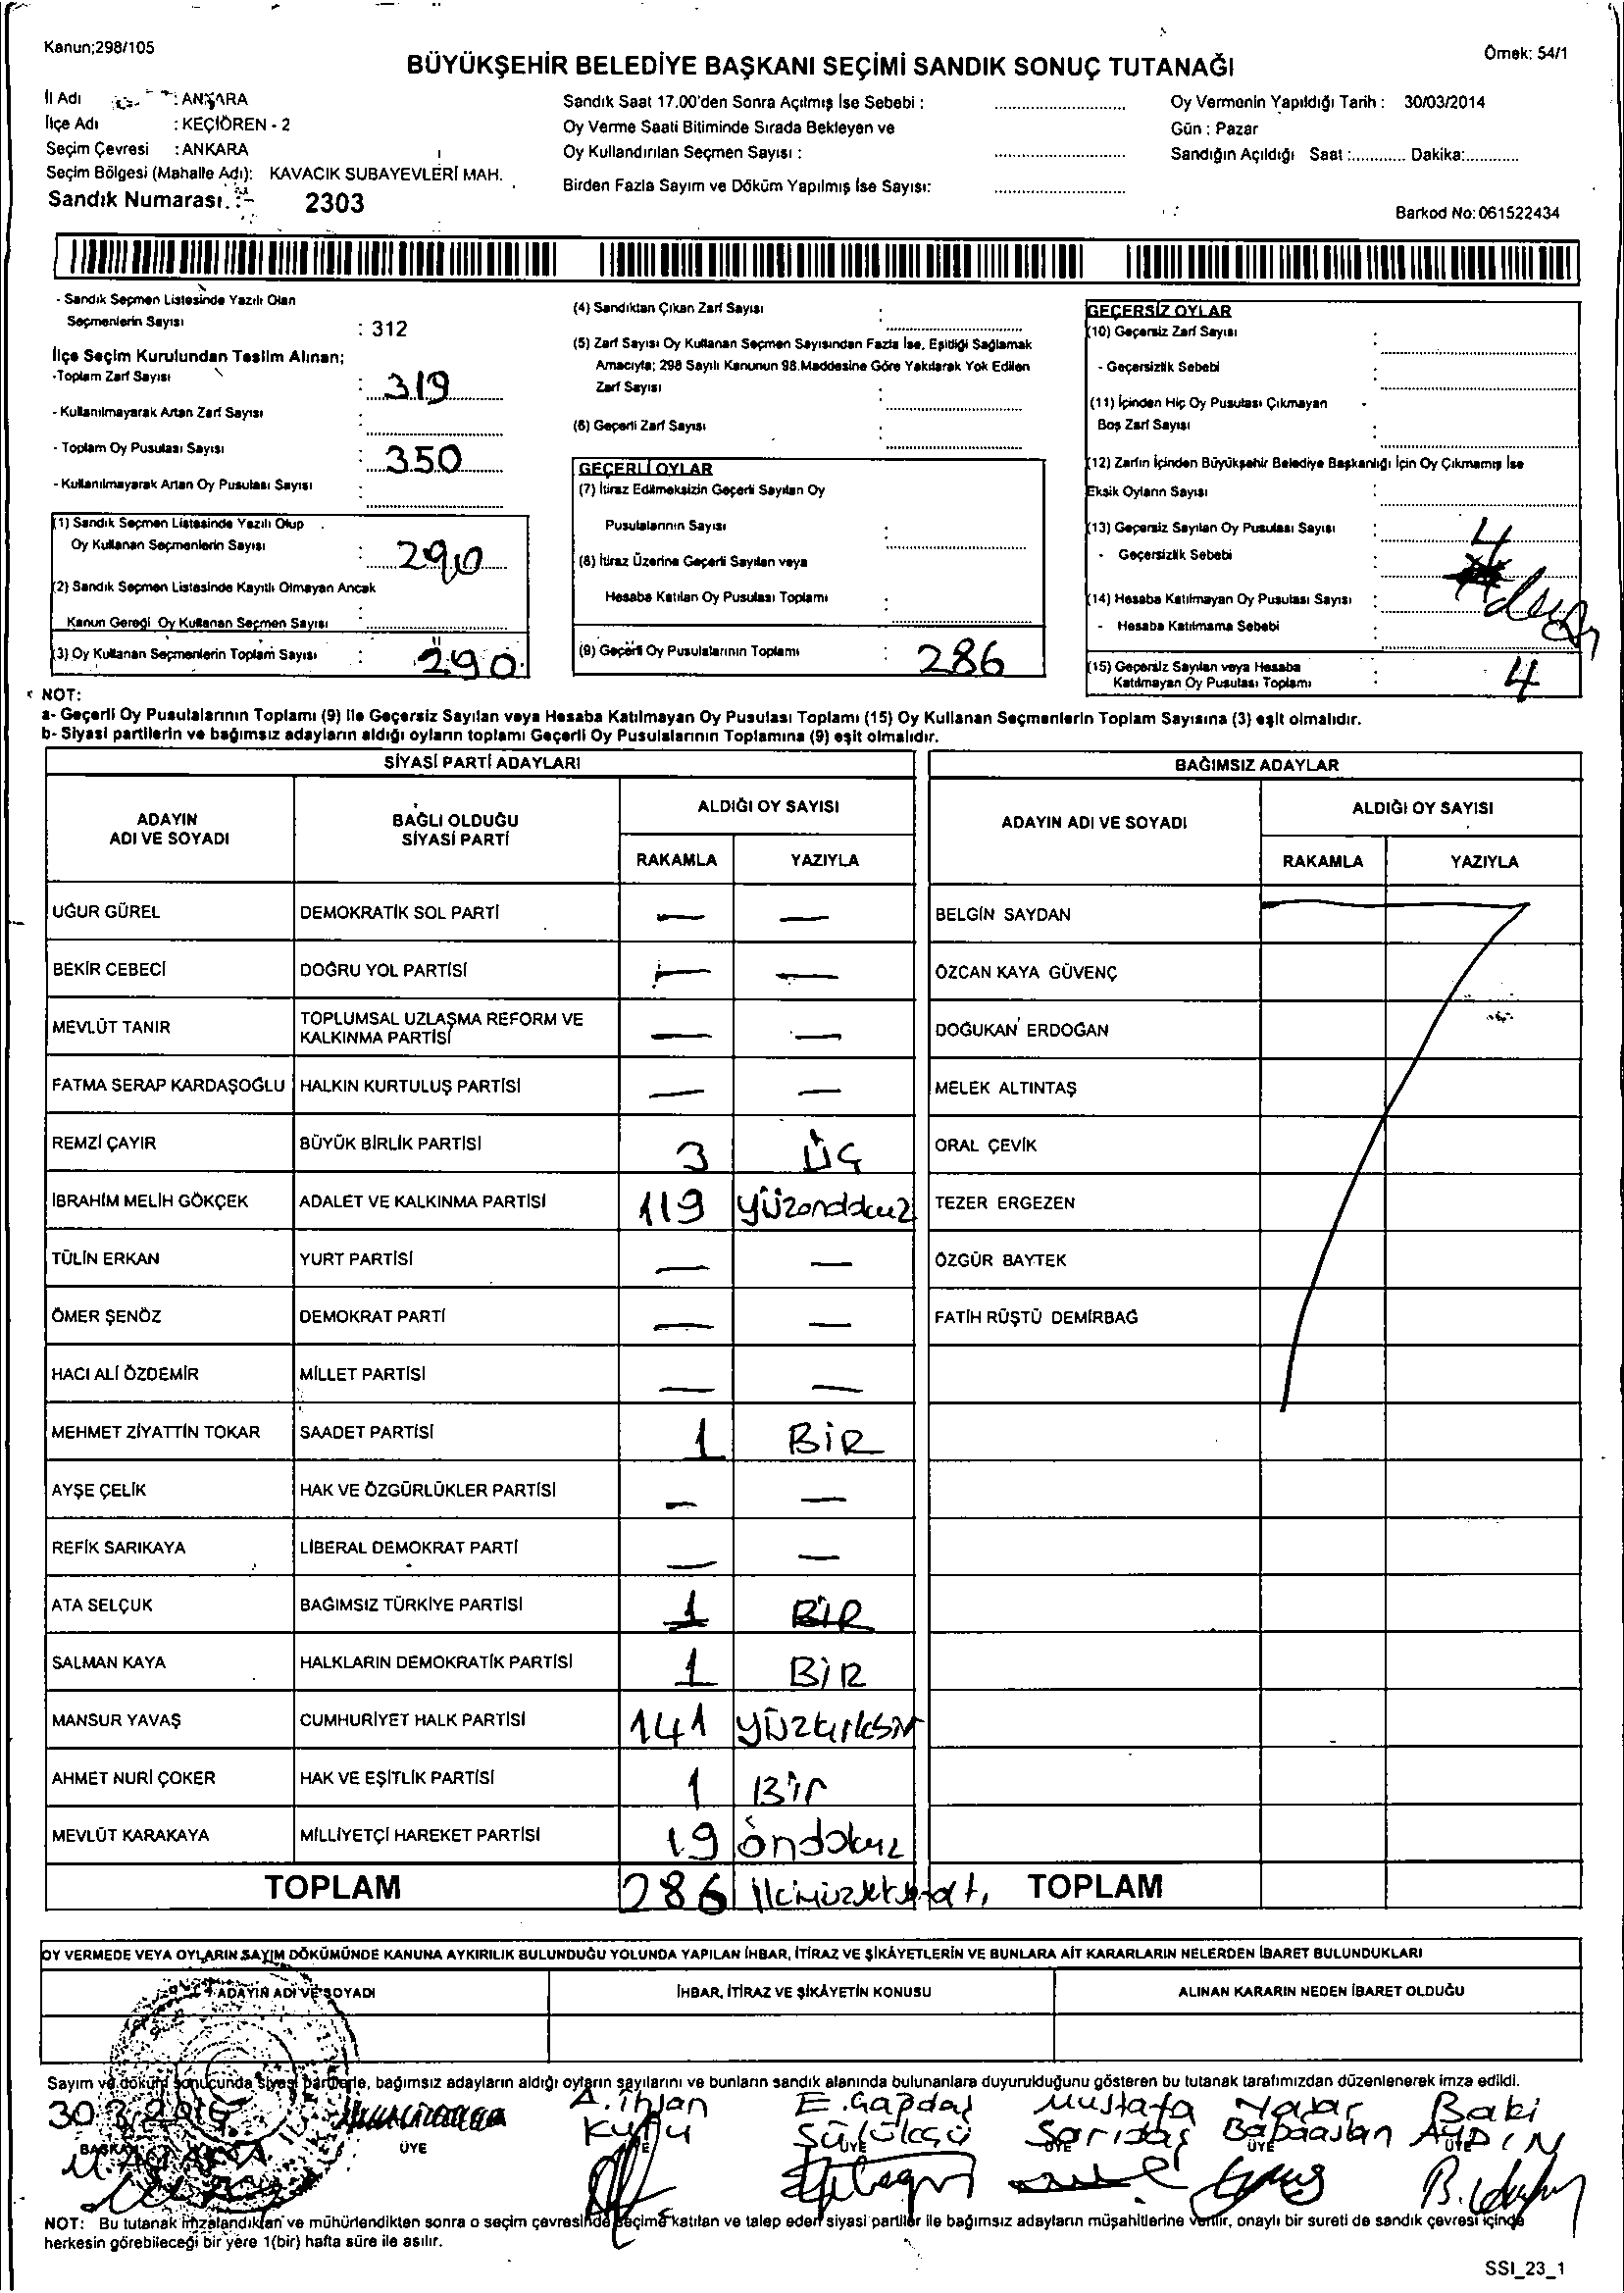 Kanun;298/105
Örnek: 54/1
BÜYÜKŞEHİR BELEDİYE BAŞKANI SEÇİMİ SANDIK SONUÇ TUTANAĞI
İl Adı : ANKARA
İlçe Adı : KEÇİÖREN - 2
Seçim Çevresi : ANKARA
Seçim Bölgesi (Mahalle Adı): KAVACIK SUBAYEVLERİ MAH.
Sandık Numarası : 2303
Sandık Saat 17.00'den Sonra Açılmış İse Sebebi :
Oy Verme Saati Bitiminde Sırada Bekleyen ve
Oy Kullandırılan Seçmen Sayısı :
Birden Fazla Sayım ve Döküm Yapılmış İse Sayısı:
Oy Vermenin Yapıldığı Tarih : 30/03/2014
Gün : Pazar
Sandığın Açıldığı Saat :............ Dakika:............
Barkod No: 061522434
- Sandık Seçmen Listesinde Yazılı Olan
Seçmenlerin Sayısı : 312
İlçe Seçim Kurulundan Teslim Alınan;
-Toplam Zarf Sayısı : 319
- Kullanılmayarak Artan Zarf Sayısı :
- Toplam Oy Pusulası Sayısı : 350
- Kullanılmayarak Artan Oy Pusulası Sayısı :
(1) Sandık Seçmen Listesinde Yazılı Olup
Oy Kullanan Seçmenlerin Sayısı : 290
(2) Sandık Seçmen Listesinde Kayıtlı Olmayan Ancak
Kanun Gereği Oy Kullanan Seçmen Sayısı :
(3) Oy Kullanan Seçmenlerin Toplam Sayısı : 290
(4) Sandıktan Çıkan Zarf Sayısı :
(5) Zarf Sayısı Oy Kullanan Seçmen Sayısından Fazla İse, Eşitliği Sağlamak
Amacıyla; 298 Sayılı Kanunun 98.Maddesine Göre Yakılarak Yok Edilen
Zarf Sayısı :
(6) Geçerli Zarf Sayısı :
GEÇERLİ OYLAR
(7) İtiraz Edilmeksizin Geçerli Sayılan Oy
Pusulalarının Sayısı :
(8) İtiraz Üzerine Geçerli Sayılan veya
Hesaba Katılan Oy Pusulası Toplamı :
(9) Geçerli Oy Pusulalarının Toplamı : 286
GEÇERSİZ OYLAR
(10) Geçersiz Zarf Sayısı :
- Geçersizlik Sebebi :
(11) İçinden Hiç Oy Pusulası Çıkmayan
Boş Zarf Sayısı :
(12) Zarfın İçinden Büyükşehir Belediye Başkanlığı İçin Oy Çıkmamış İse
Eksik Oyların Sayısı :
(13) Geçersiz Sayılan Oy Pusulası Sayısı : 4
- Geçersizlik Sebebi :
(14) Hesaba Katılmayan Oy Pusulası Sayısı :
- Hesaba Katılmama Sebebi :
(15) Geçersiz Sayılan veya Hesaba
Katılmayan Oy Pusulası Toplamı : 4
NOT:
a- Geçerli Oy Pusulalarının Toplamı (9) ile Geçersiz Sayılan veya Hesaba Katılmayan Oy Pusulası Toplamı (15) Oy Kullanan Seçmenlerin Toplam Sayısına (3) eşit olmalıdır.
b- Siyasi partilerin ve bağımsız adayların aldığı oyların toplamı Geçerli Oy Pusulalarının Toplamına (9) eşit olmalıdır.
SİYASİ PARTİ ADAYLARI
ADAYIN ADI VE SOYADI BAĞLI OLDUĞU SİYASİ PARTİ ALDIĞI OY SAYISI
RAKAMLA YAZIYLA
UĞUR GÜREL DEMOKRATİK SOL PARTİ — —
BEKİR CEBECİ DOĞRU YOL PARTİSİ — —
MEVLÜT TANIR TOPLUMSAL UZLAŞMA REFORM VE KALKINMA PARTİSİ — —
FATMA SERAP KARDAŞOĞLU HALKIN KURTULUŞ PARTİSİ — —
REMZİ ÇAYIR BÜYÜK BİRLİK PARTİSİ 3 ÜÇ
İBRAHİM MELİH GÖKÇEK ADALET VE KALKINMA PARTİSİ 119 yüzondokuz
TÜLİN ERKAN YURT PARTİSİ — —
ÖMER ŞENÖZ DEMOKRAT PARTİ — —
HACI ALİ ÖZDEMİR MİLLET PARTİSİ — —
MEHMET ZİYATTİN TOKAR SAADET PARTİSİ 1 BİR
AYŞE ÇELİK HAK VE ÖZGÜRLÜKLER PARTİSİ — —
REFİK SARIKAYA LİBERAL DEMOKRAT PARTİ — —
ATA SELÇUK BAĞIMSIZ TÜRKİYE PARTİSİ 1 BİR
SALMAN KAYA HALKLARIN DEMOKRATİK PARTİSİ 1 BİR
MANSUR YAVAŞ CUMHURİYET HALK PARTİSİ 141 yüzkırkbir
AHMET NURİ ÇOKER HAK VE EŞİTLİK PARTİSİ 1 Bir
MEVLÜT KARAKAYA MİLLİYETÇİ HAREKET PARTİSİ 19 ondokuz
TOPLAM 286 ikiyüzseksenaltı
BAĞIMSIZ ADAYLAR
ADAYIN ADI VE SOYADI ALDIĞI OY SAYISI
RAKAMLA YAZIYLA
BELGİN SAYDAN
ÖZCAN KAYA GÜVENÇ
DOĞUKAN ERDOĞAN
MELEK ALTINTAŞ
ORAL ÇEVİK
TEZER ERGEZEN
ÖZGÜR BAYTEK
FATİH RÜŞTÜ DEMİRBAĞ
TOPLAM
OY VERMEDE VEYA OYLARIN SAYIM DÖKÜMÜNDE KANUNA AYKIRILIK BULUNDUĞU YOLUNDA YAPILAN İHBAR, İTİRAZ VE ŞİKÂYETLERİN VE BUNLARA AİT KARARLARIN NELERDEN İBARET BULUNDUKLARI
ADAYIN ADI VE SOYADI İHBAR, İTİRAZ VE ŞİKÂYETİN KONUSU ALINAN KARARIN NEDEN İBARET OLDUĞU
Sayım ve döküm sonucunda siyasi partilerle, bağımsız adayların aldığı oyların sayılarını ve bunların sandık alanında bulunanlara duyurulduğunu gösteren bu tutanak tarafımızdan düzenlenerek imza edildi.
30.3.2014
A. İhsan Mustafa Yaşar Baki
Sarıdaş Babaaslan AYDIN
BAŞKAN ÜYE ÜYE ÜYE ÜYE ÜYE ÜYE
NOT: Bu tutanak imzalandıktan ve mühürlendikten sonra o seçim çevresinde seçime katılan ve talep eden siyasi partiler ile bağımsız adayların müşahitlerine verilir, onaylı bir sureti de sandık çevresi içinde
herkesin görebileceği bir yere 1(bir) hafta süre ile asılır.
SSI_23_1